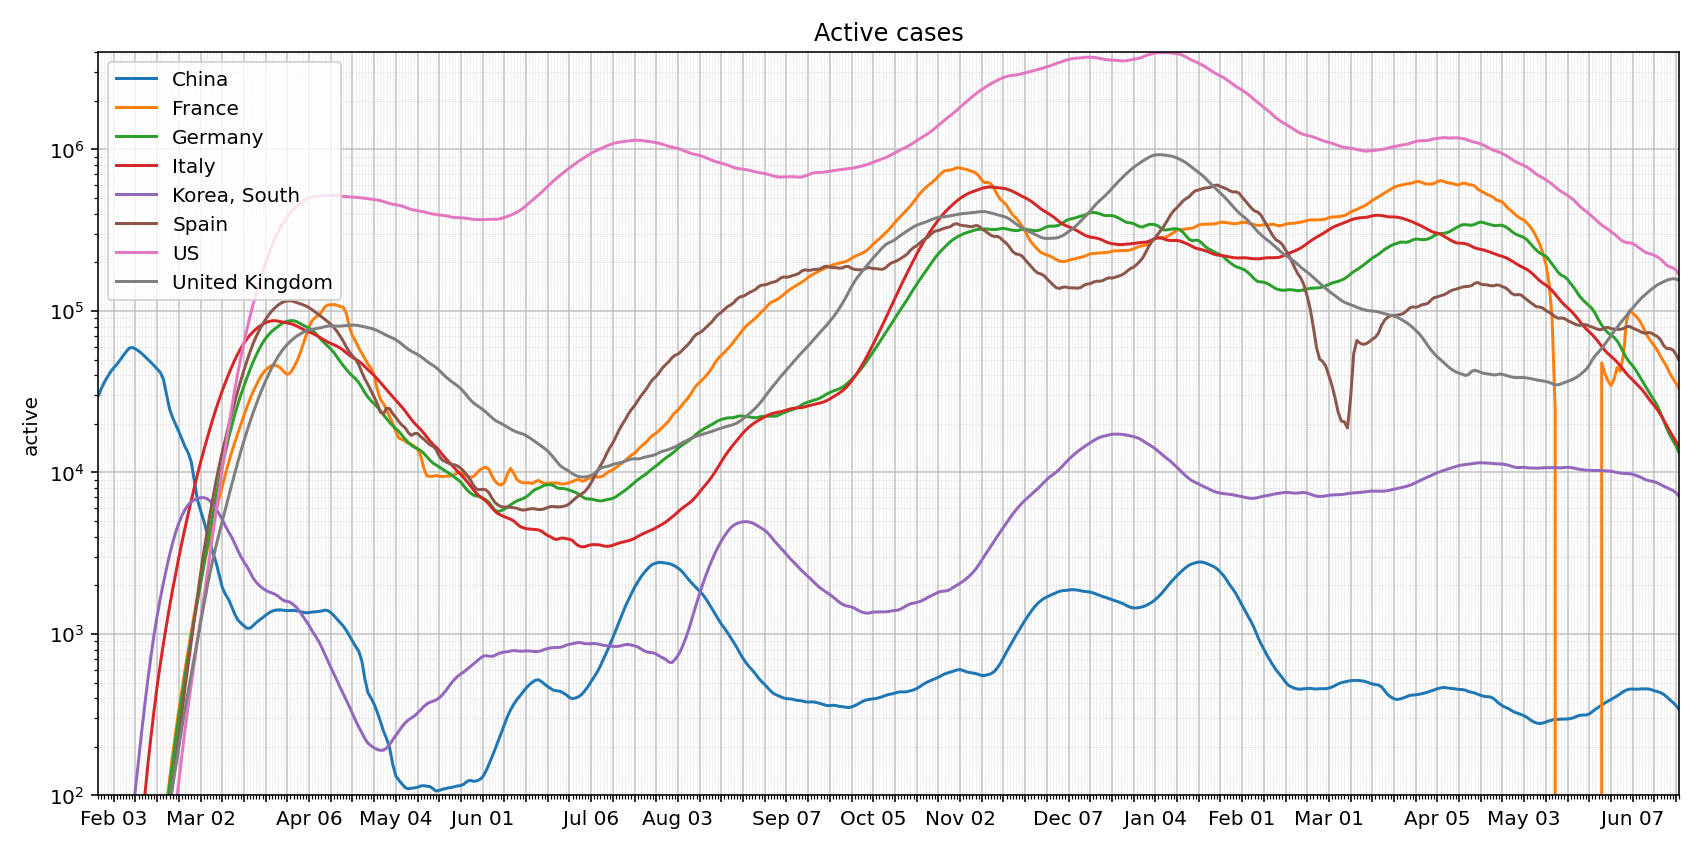 Active cases
China
France
Germany
Italy
Korea, South
Spain
US
United Kingdom
active
10^6
10^5
10^4
10^3
10^2
Feb 03 Mar 02 Apr 06 May 04 Jun 01 Jul 06 Aug 03 Sep 07 Oct 05 Nov 02 Dec 07 Jan 04 Feb 01 Mar 01 Apr 05 May 03 Jun 07